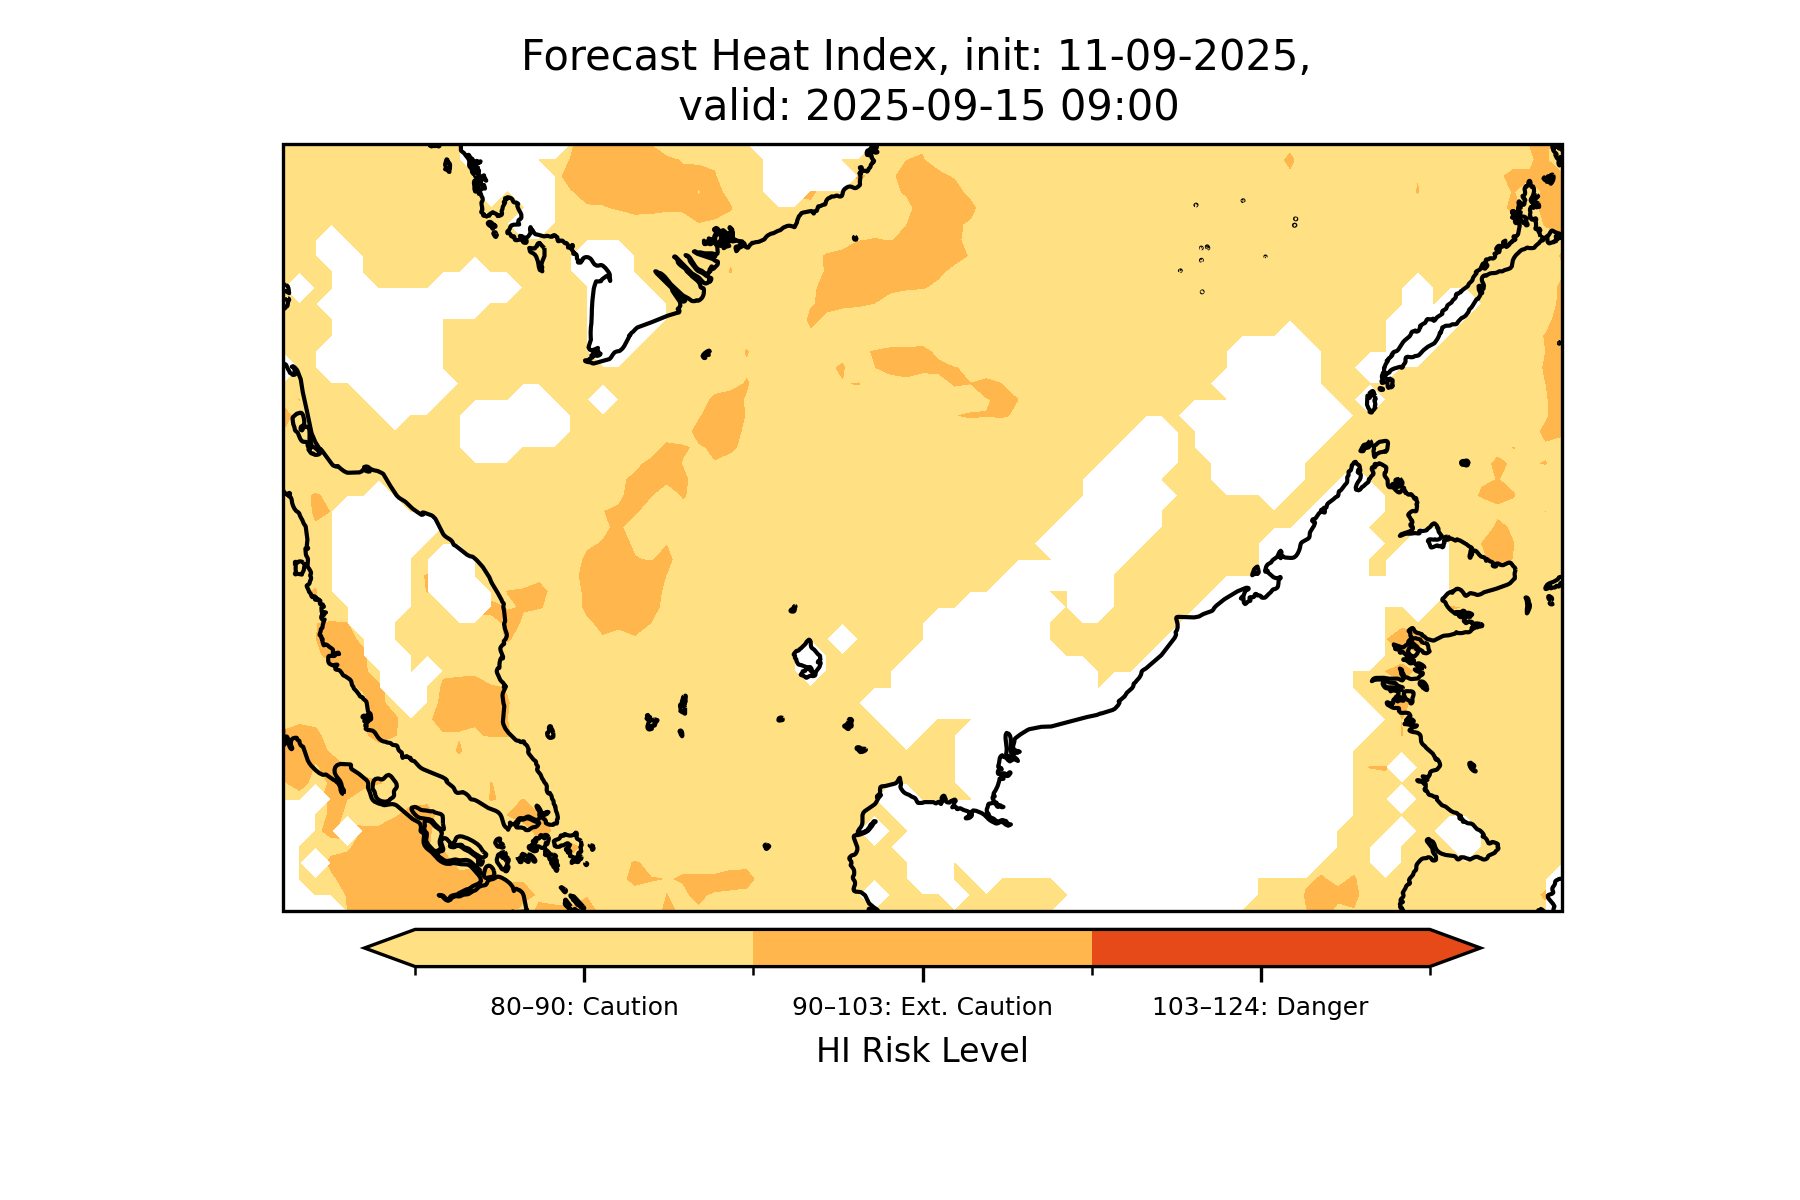 Forecast Heat Index, init: 11-09-2025,
valid: 2025-09-15 09:00
80–90: Caution
90–103: Ext. Caution
103–124: Danger
HI Risk Level